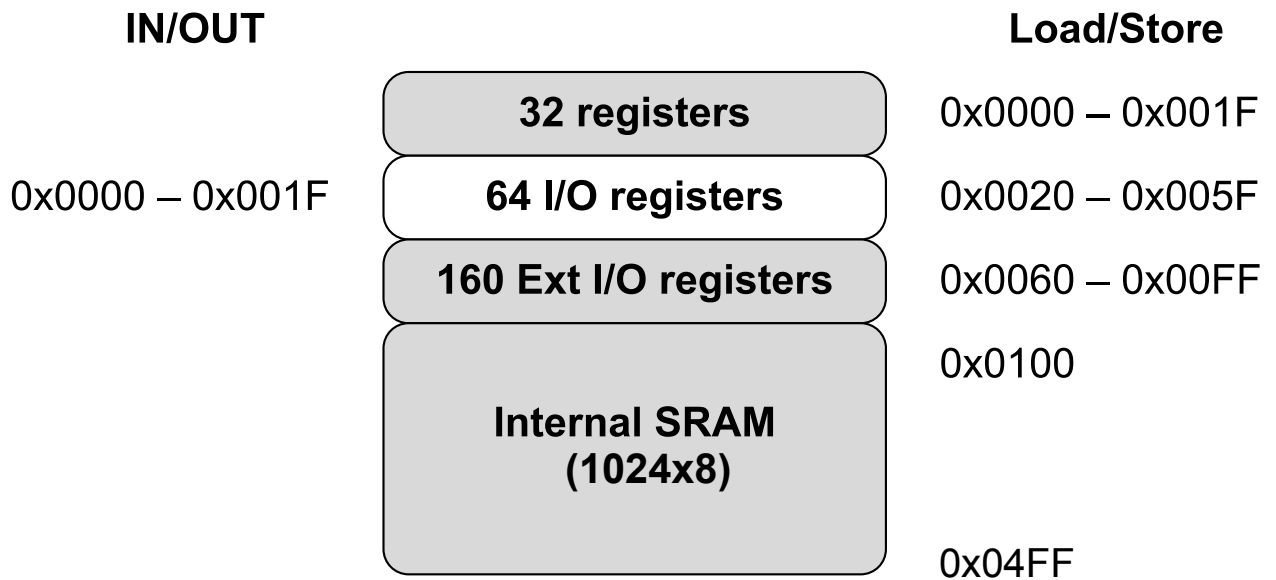 IN/OUT
Load/Store
32 registers
0x0000 – 0x001F
0x0000 – 0x001F
64 I/O registers
0x0020 – 0x005F
160 Ext I/O registers
0x0060 – 0x00FF
0x0100
Internal SRAM
(1024x8)
0x04FF